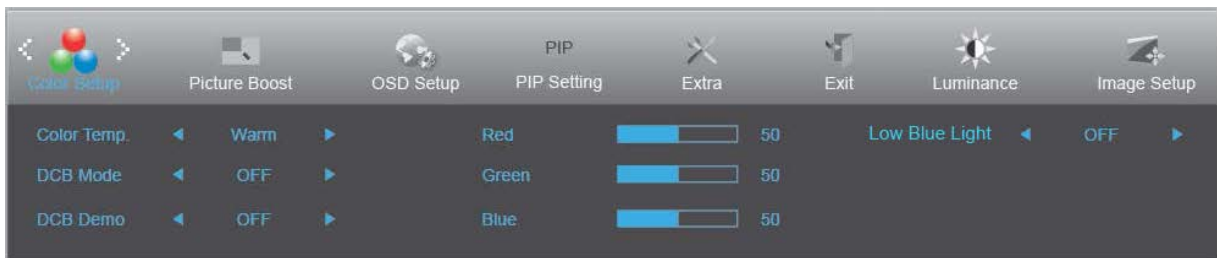 PIP
Color Setup Picture Boost OSD Setup PIP Setting Extra Exit Luminance Image Setup
Color Temp. Warm Red 50 Low Blue Light OFF
DCB Mode OFF Green 50
DCB Demo OFF Blue 50